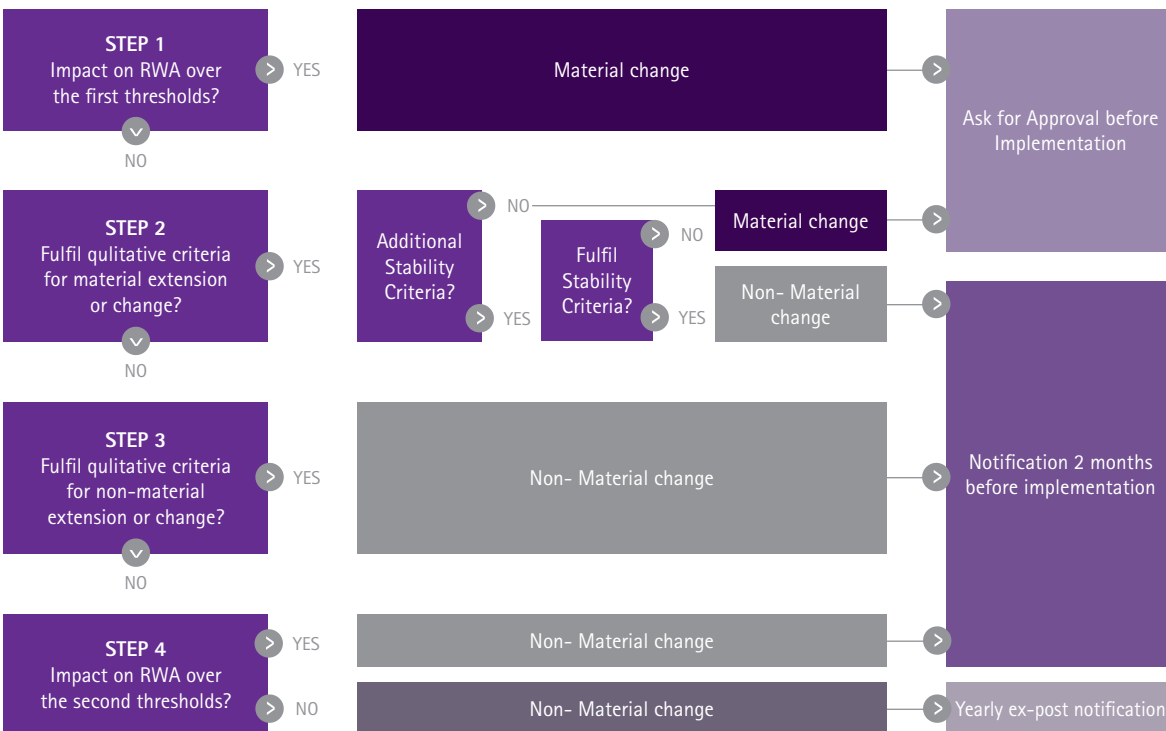 STEP 1
Impact on RWA over
the first thresholds?
> YES
Material change
>
Ask for Approval before
Implementation
NO
STEP 2
Fulfil qulitative criteria
for material extension
or change?
> YES
Additional
Stability
Criteria?
> NO
> YES
Fulfil
Stability
Criteria?
> NO
> YES
Material change
>
Non- Material
change
>
NO
STEP 3
Fulfil qulitative criteria
for non-material
extension or change?
> YES
Non- Material change
>
Notification 2 months
before implementation
NO
STEP 4
Impact on RWA over
the second thresholds?
> YES
Non- Material change
>
> NO
Non- Material change
>
Yearly ex-post notification